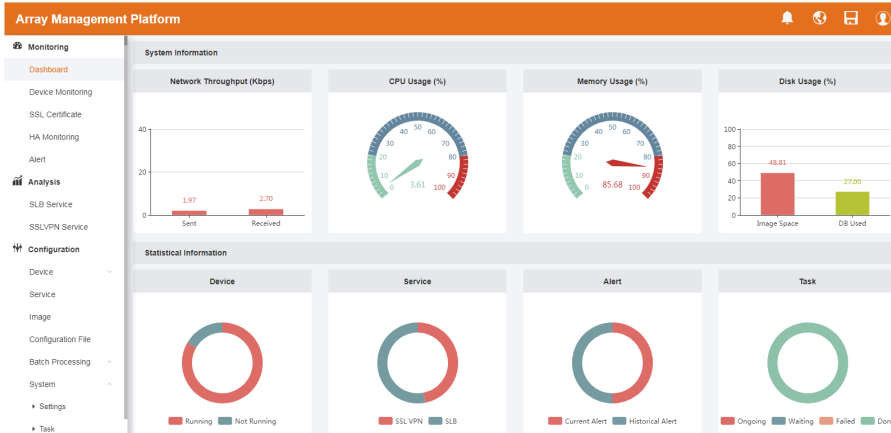 Array Management Platform
Monitoring
Dashboard
Device Monitoring
SSL Certificate
HA Monitoring
Alert
Analysis
SLB Service
SSLVPN Service
Configuration
Device
Service
Image
Configuration File
Batch Processing
System
Settings
Task
System Information
Network Throughput (Kbps)
40
20
0
1.97
2.70
Sent
Received
CPU Usage (%)
0
10
20
30
40
50
60
70
80
90
100
3.61
Memory Usage (%)
0
10
20
30
40
50
60
70
80
90
100
85.68
Disk Usage (%)
100
80
60
40
20
0
48.81
27.00
Image Space
DB Used
Statistical Information
Device
Running
Not Running
Service
SSL VPN
SLB
Alert
Current Alert
Historical Alert
Task
Ongoing
Waiting
Failed